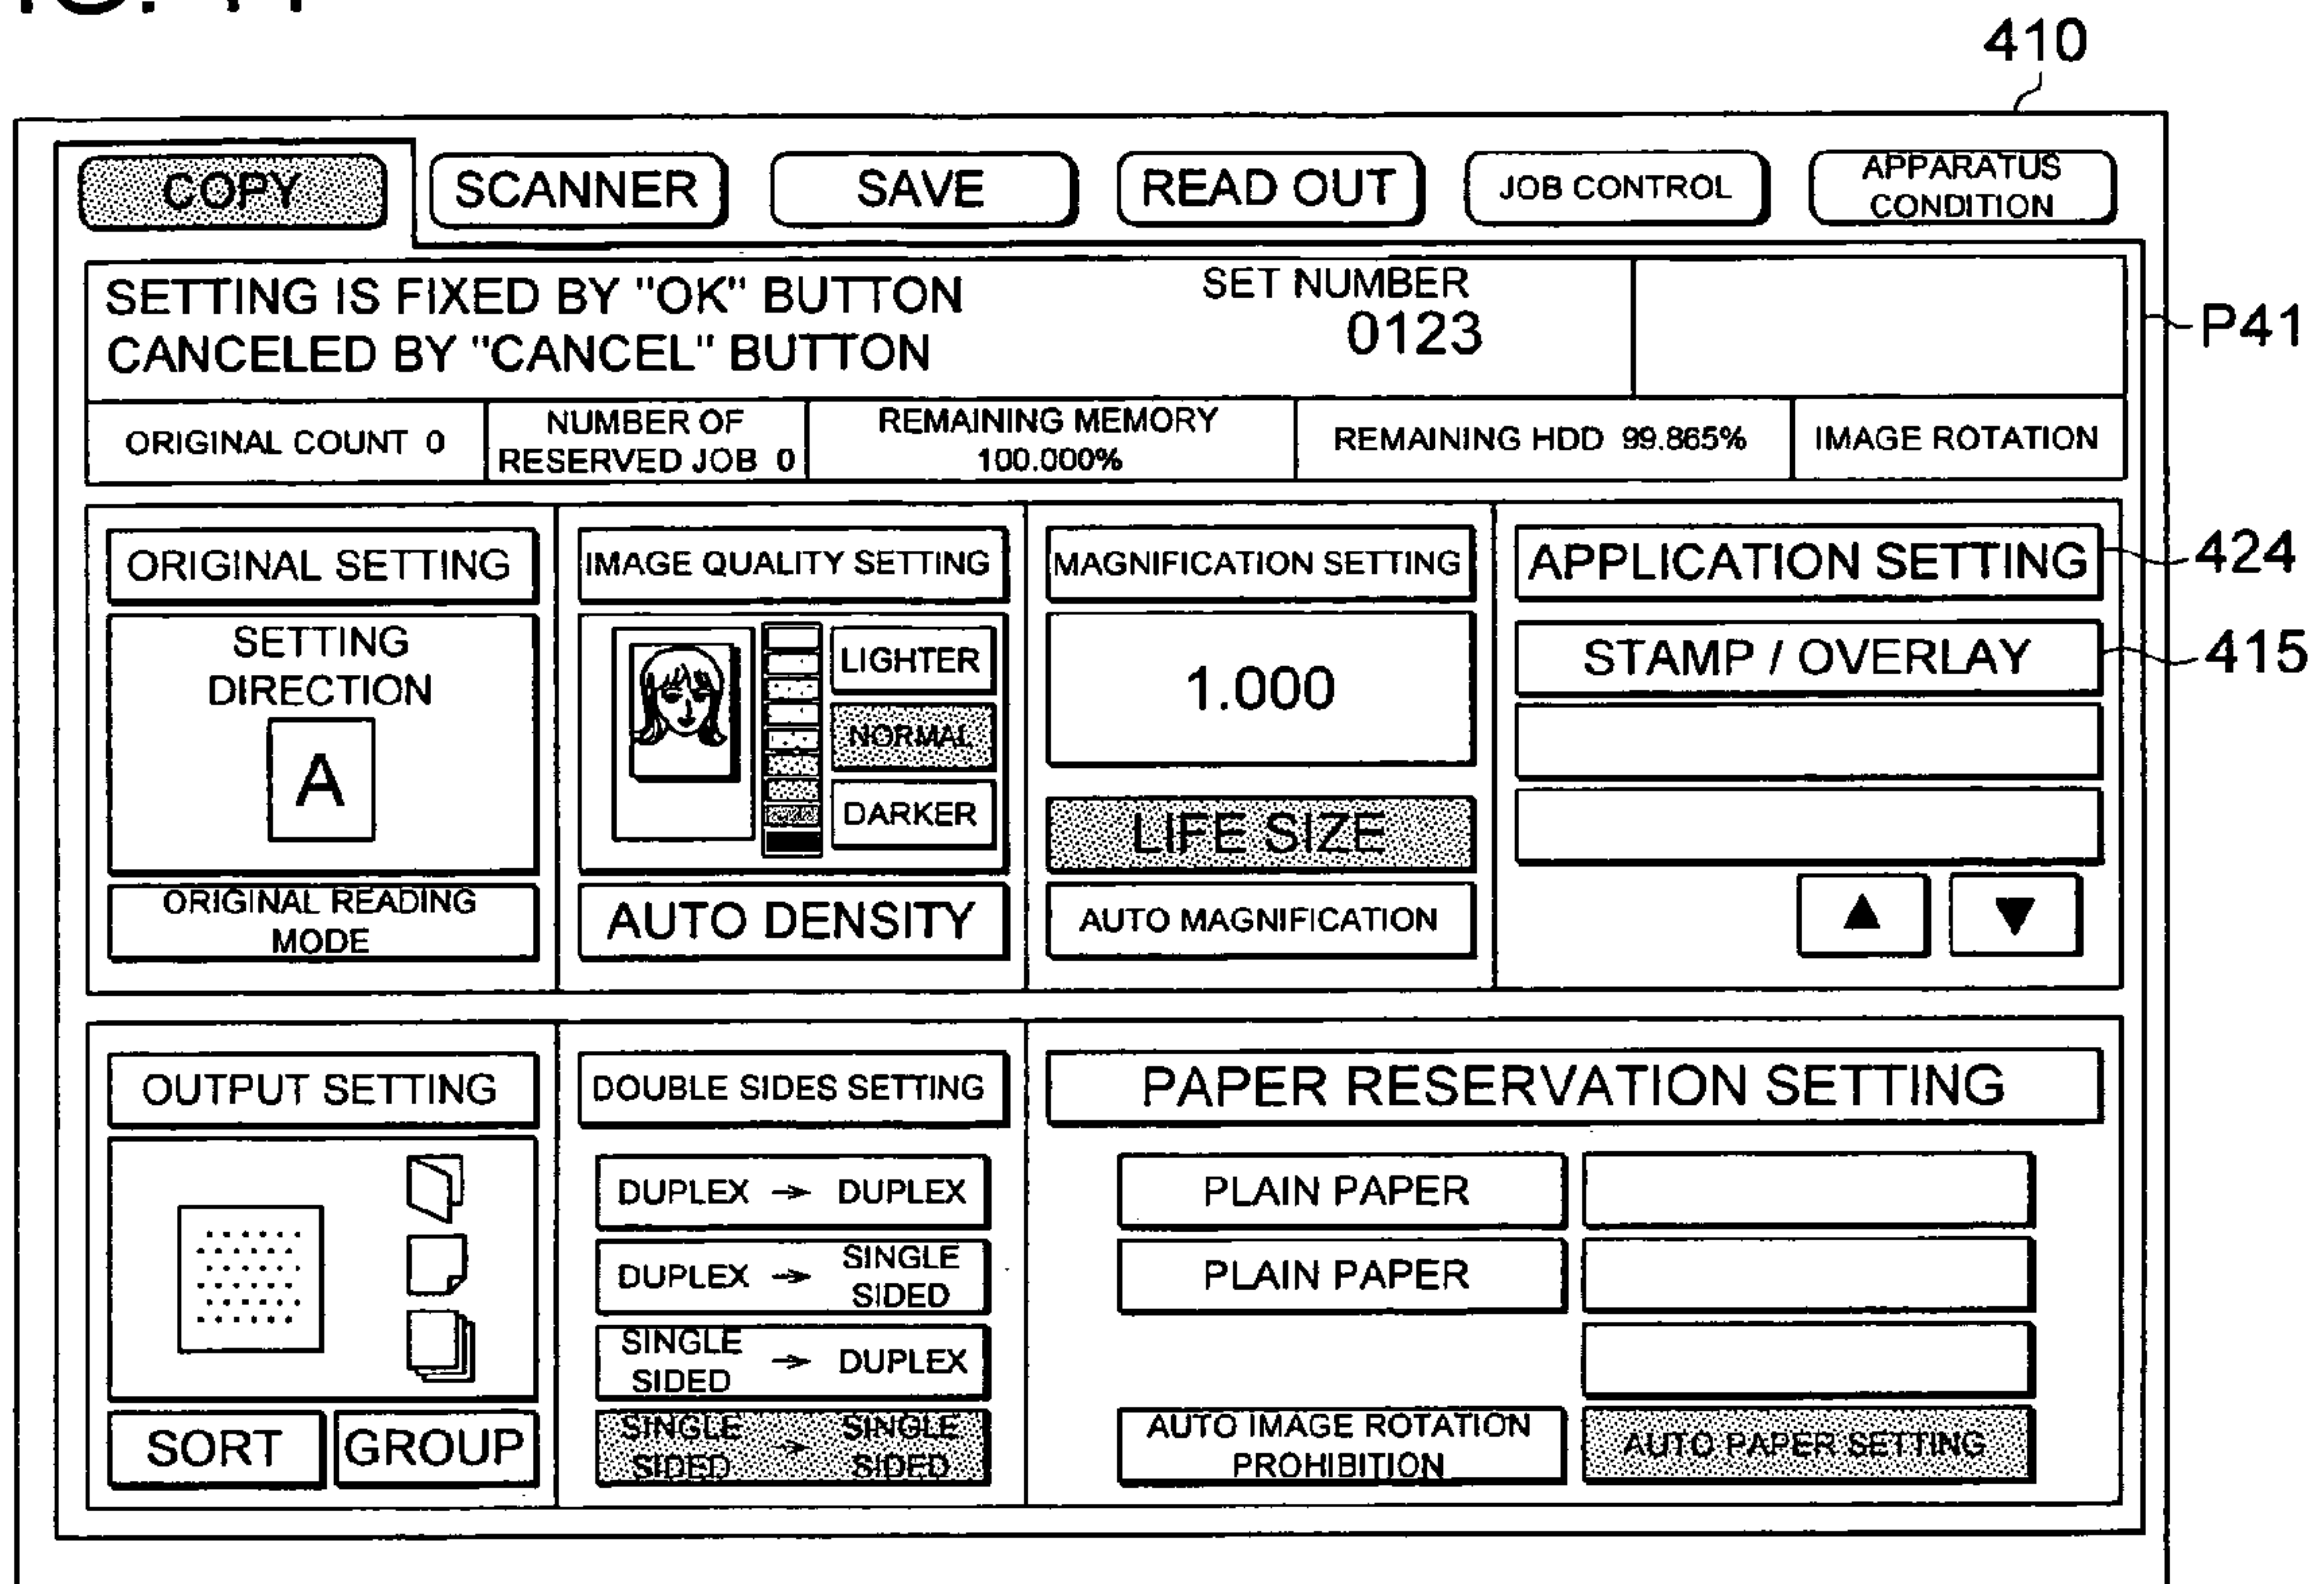 410
COPY
SCANNER
SAVE
READ OUT
JOB CONTROL
APPARATUS
CONDITION
SETTING IS FIXED BY "OK" BUTTON
CANCELED BY "CANCEL" BUTTON
SET NUMBER
0123
P41
ORIGINAL COUNT 0
NUMBER OF
RESERVED JOB 0
REMAINING MEMORY
100.000%
REMAINING HDD 99.865%
IMAGE ROTATION
ORIGINAL SETTING
SETTING
DIRECTION
A
ORIGINAL READING
MODE
IMAGE QUALITY SETTING
LIGHTER
NORMAL
DARKER
AUTO DENSITY
MAGNIFICATION SETTING
1.000
LIFE SIZE
AUTO MAGNIFICATION
APPLICATION SETTING
424
STAMP / OVERLAY
415
▲
▼
OUTPUT SETTING
SORT
GROUP
DOUBLE SIDES SETTING
DUPLEX → DUPLEX
DUPLEX → SINGLE
SIDED
SINGLE
SIDED → DUPLEX
SINGLE
SIDED → SINGLE
SIDED
PAPER RESERVATION SETTING
PLAIN PAPER
PLAIN PAPER
AUTO IMAGE ROTATION
PROHIBITION
AUTO PAPER SETTING